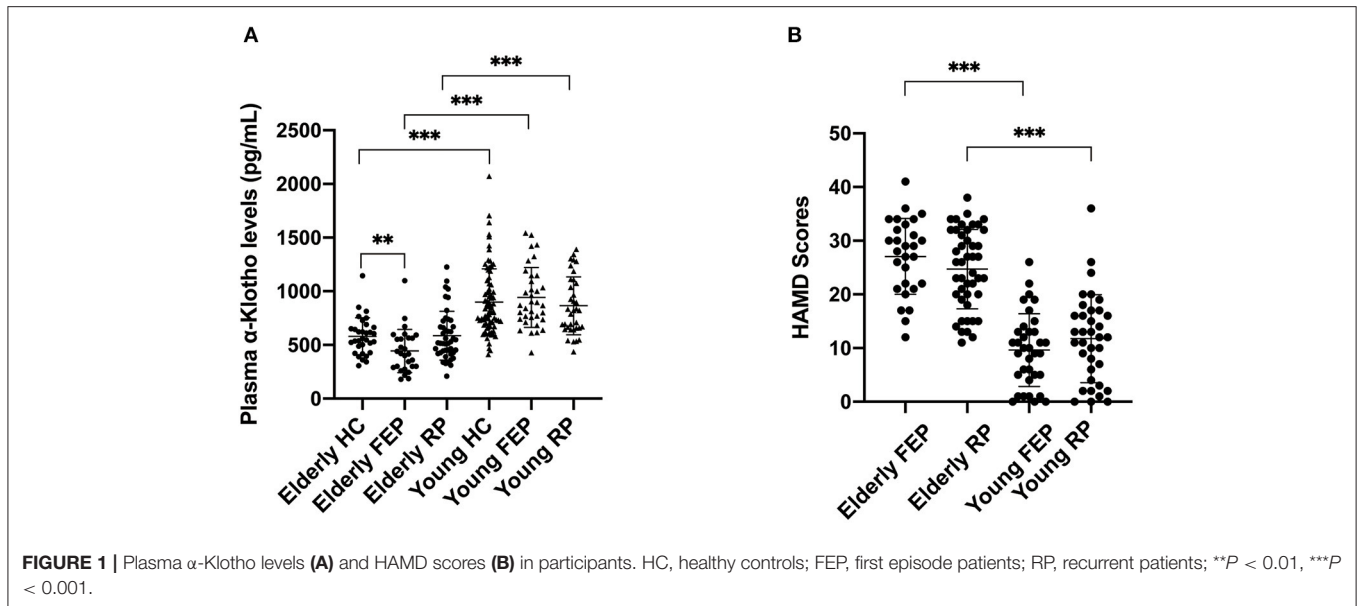 A
B
***
***
***
**
Plasma α-Klotho levels (pg/mL)
2500
2000
1500
1000
500
0
Elderly HC
Elderly FEP
Elderly RP
Young HC
Young FEP
Young RP
***
***
HAMD Scores
50
40
30
20
10
0
Elderly FEP
Elderly RP
Young FEP
Young RP
FIGURE 1 | Plasma α-Klotho levels (A) and HAMD scores (B) in participants. HC, healthy controls; FEP, first episode patients; RP, recurrent patients; **P < 0.01, ***P
< 0.001.